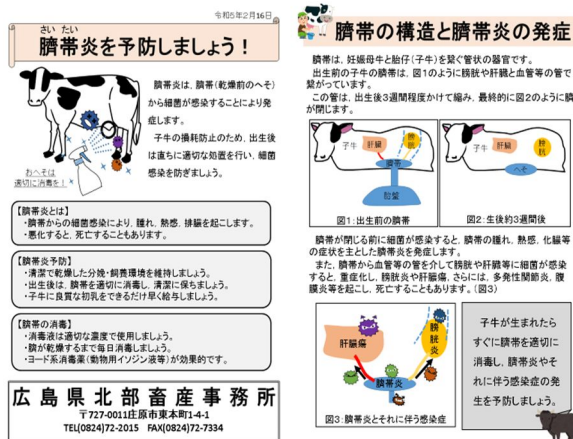 令和5年2月16日
さい たい
臍帯炎を予防しましょう！
臍帯炎は、臍帯（乾燥前のへそ）
から細菌が感染することにより発
症します。
子牛の損耗防止のため、出生後
は直ちに適切な処置を行い、細菌
感染を防ぎましょう。
おへそは
適切に消毒を！
【臍帯炎とは】
・臍帯からの細菌感染により、腫れ、熱感、排膿を起こします。
・悪化すると、死亡することもあります。
【臍帯炎予防】
・清潔で乾燥した分娩・飼養環境を維持しましょう。
・出生後は、臍帯を適切に消毒し、清潔に保ちましょう。
・子牛に良質な初乳をできるだけ早く給与しましょう。
【臍帯の消毒】
・消毒液は適切な濃度で使用しましょう。
・臍が乾燥するまで毎日消毒しましょう。
・ヨード系消毒薬（動物用イソジン液等）が効果的です。
広島県北部畜産事務所
〒727-0011庄原市東本町1-4-1
TEL(0824)72-2015 FAX(0824)72-7334
臍帯の構造と臍帯炎の発症
臍帯は、妊娠母牛と胎仔（子牛）を繋ぐ管状の器官です。
出生前の子牛の臍帯は、図1のように膀胱や肝臓と血管等の管で
繋がっています。
この管は、出生後3週間程度かけて縮み、最終的に図2のように臍
が閉じます。
子牛
肝臓
膀胱
臍帯
胎盤
図1：出生前の臍帯
子牛
肝臓
膀胱
へそ
図2：生後約3週間後
臍帯が閉じる前に細菌が感染すると、臍帯の腫れ、熱感、化膿等
の症状を主とした臍帯炎を発症します。
また、臍帯から血管等の管を介して膀胱や肝臓等に細菌が感染
すると、重症化し、膀胱炎や肝膿瘍、さらには、多発性関節炎、腹
膜炎等を起こし、死亡することもあります。（図3）
肝膿瘍
膀胱炎
臍帯炎
図3：臍帯炎とそれに伴う感染症
子牛が生まれたら
すぐに臍帯を適切に
消毒し、臍帯炎やそ
れに伴う感染症の発
生を予防しましょう。